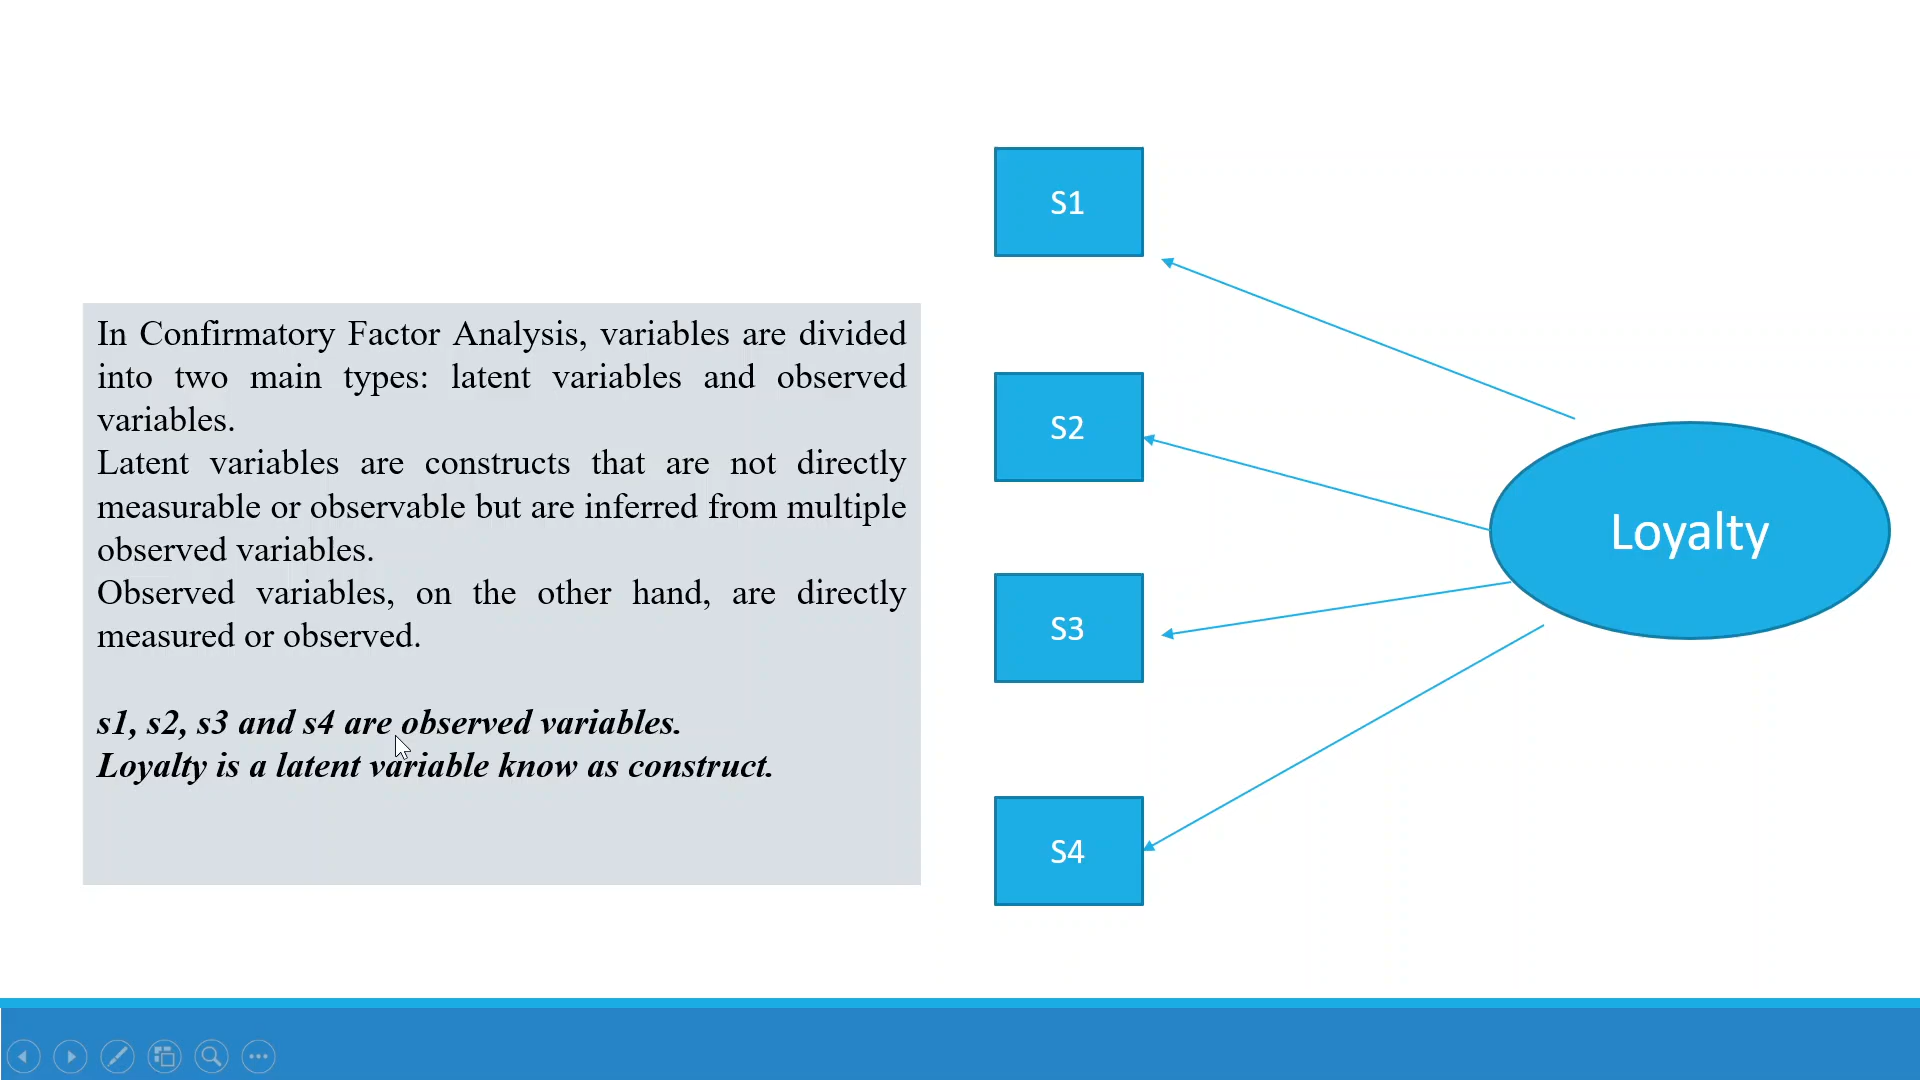 In Confirmatory Factor Analysis, variables are divided
into two main types: latent variables and observed
variables.
Latent variables are constructs that are not directly
measurable or observable but are inferred from multiple
observed variables.
Observed variables, on the other hand, are directly
measured or observed.
s1, s2, s3 and s4 are observed variables.
Loyalty is a latent variable know as construct.
S1
S2
S3
S4
Loyalty